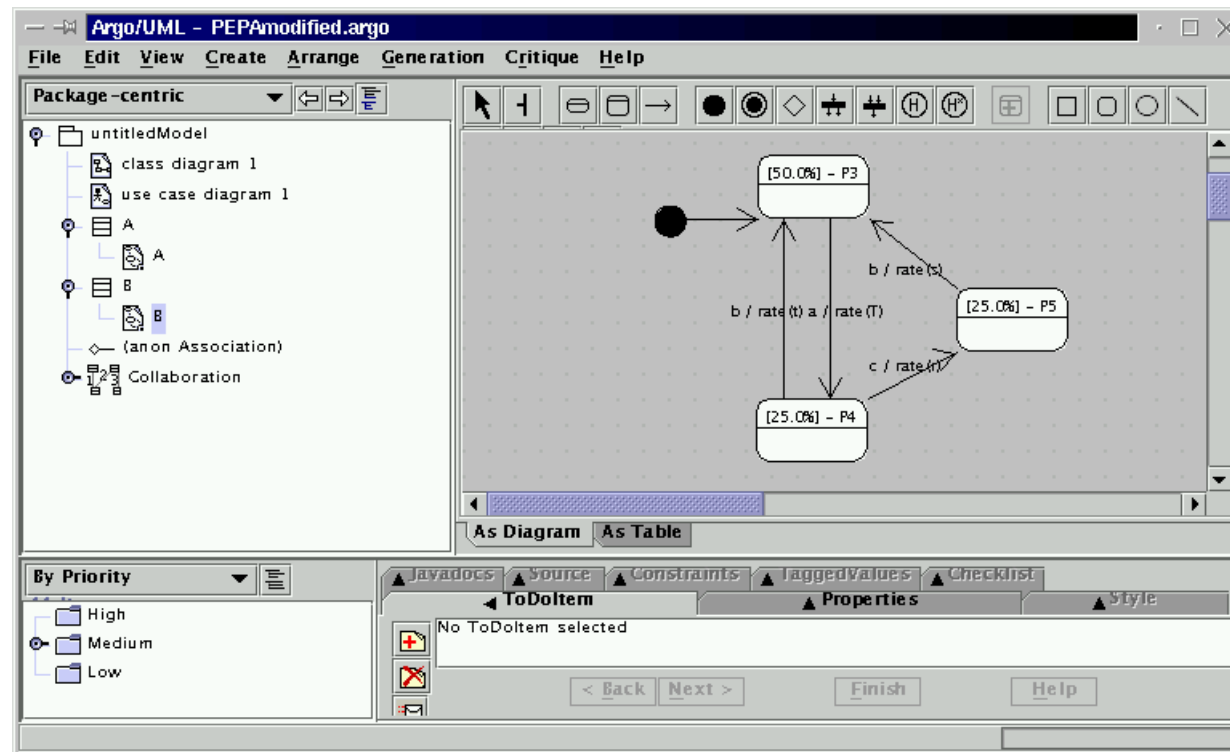 Argo/UML - PEPAmodified.argo
File Edit View Create Arrange Generation Critique Help
Package-centric
untitledModel
class diagram 1
use case diagram 1
A
A
B
B
(anon Association)
1 2 3 Collaboration
H H*
[50.0%] - P3
b / rate(s)
[25.0%] - P5
b / rate(t) a / rate(T)
c / rate(r)
[25.0%] - P4
As Diagram As Table
By Priority
High
Medium
Low
Javadocs Source Constraints TaggedValues Checklist
ToDoItem Properties Style
No ToDoItem selected
< Back Next > Finish Help